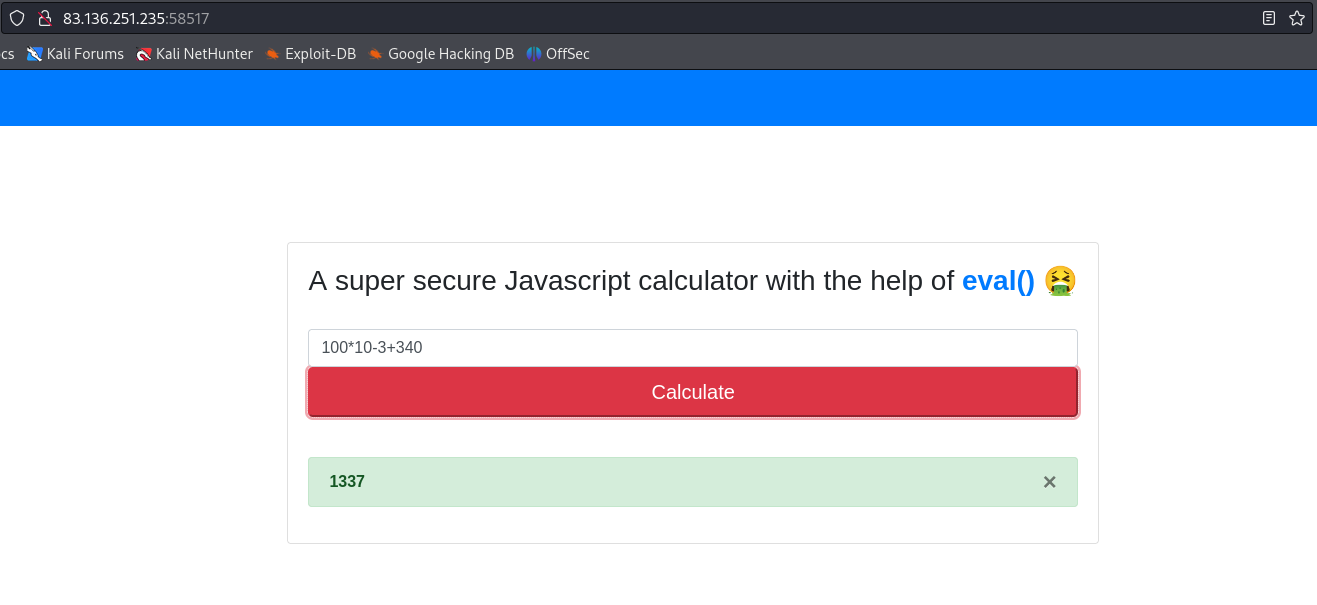 83.136.251.235:58517
cs Kali Forums Kali NetHunter Exploit-DB Google Hacking DB OffSec
A super secure Javascript calculator with the help of eval() 🤮
100*10-3+340
Calculate
1337 ×